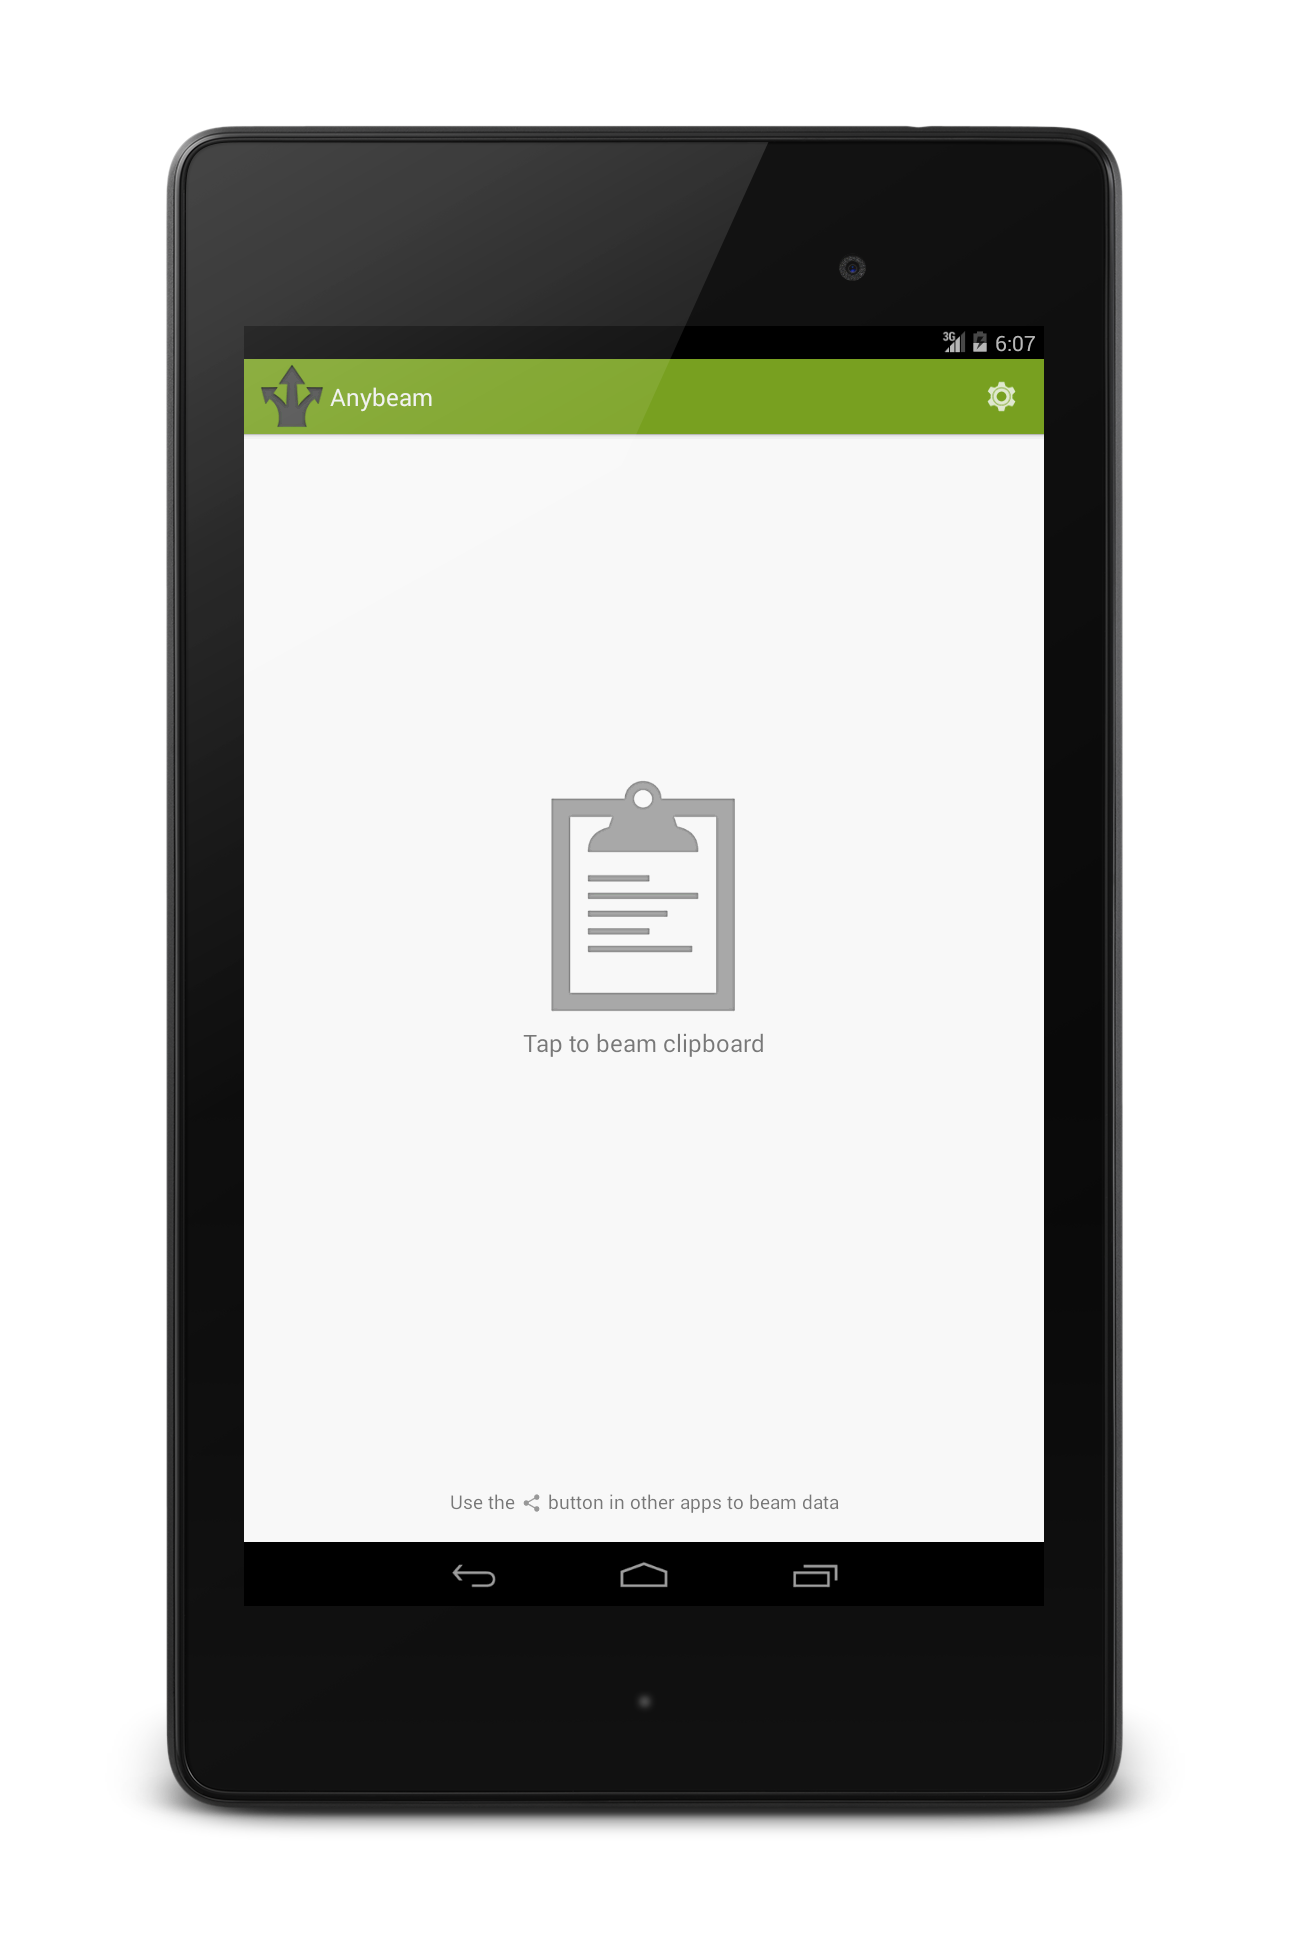 3G 6:07
Anybeam
Tap to beam clipboard
Use the button in other apps to beam data